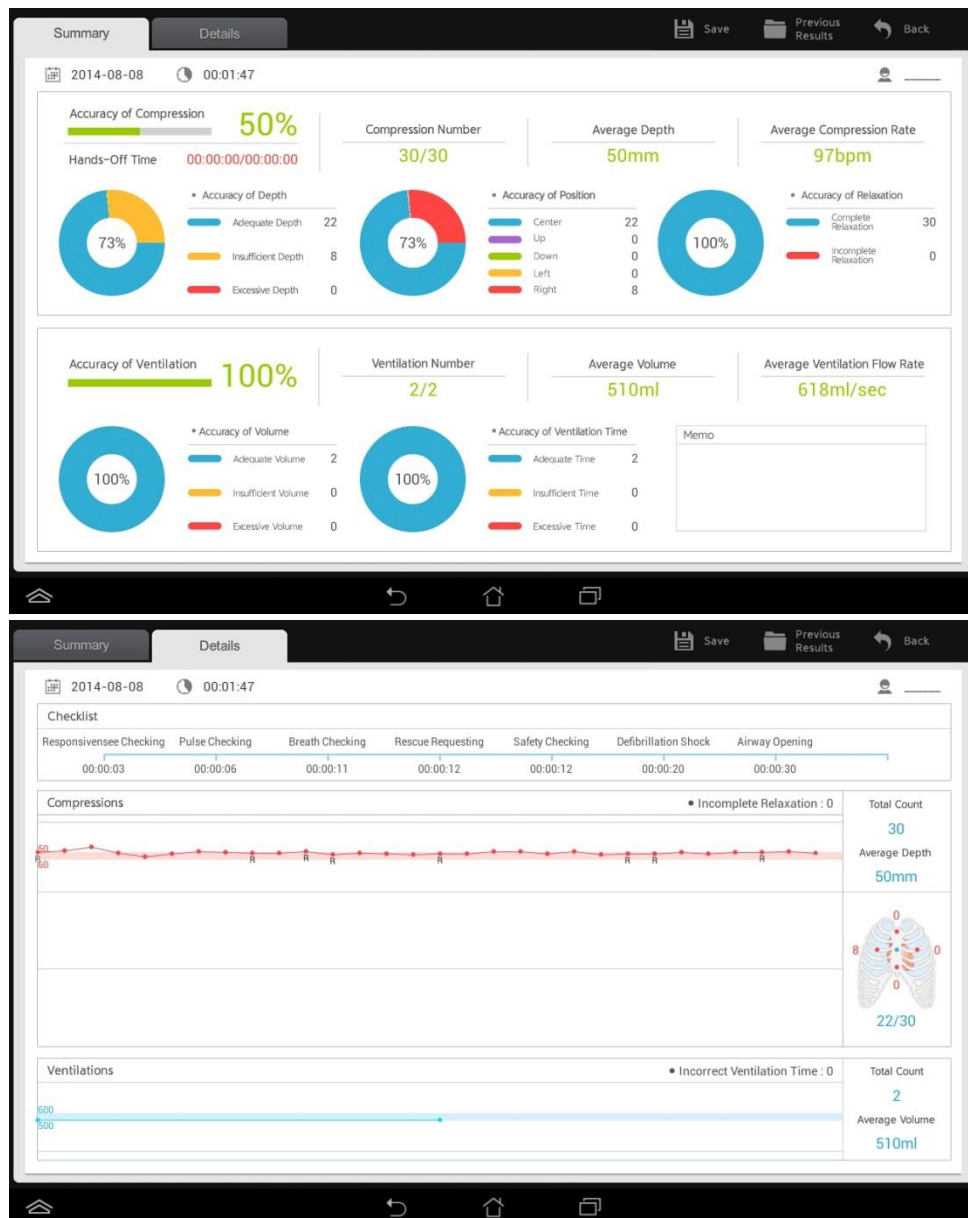 Summary Details Save Previous Results Back
2014-08-08 00:01:47
Accuracy of Compression 50%
Hands-Off Time 00:00:00/00:00:00
Compression Number
30/30
Average Depth
50mm
Average Compression Rate
97bpm
73%
• Accuracy of Depth
Adequate Depth 22
Insufficient Depth 8
Excessive Depth 0
73%
• Accuracy of Position
Center 22
Up 0
Down 0
Left 0
Right 8
100%
• Accuracy of Relaxation
Complete Relaxation 30
Incomplete Relaxation 0
Accuracy of Ventilation 100%
Ventilation Number
2/2
Average Volume
510ml
Average Ventilation Flow Rate
618ml/sec
100%
• Accuracy of Volume
Adequate Volume 2
Insufficient Volume 0
Excessive Volume 0
100%
• Accuracy of Ventilation Time
Adequate Time 2
Insufficient Time 0
Excessive Time 0
Memo
Summary Details Save Previous Results Back
2014-08-08 00:01:47
Checklist
Responsivensee Checking Pulse Checking Breath Checking Rescue Requesting Safety Checking Defibrillation Shock Airway Opening
00:00:03 00:00:06 00:00:11 00:00:12 00:00:12 00:00:20 00:00:30
Compressions • Incomplete Relaxation : 0
50
60
R R R R R R R R
Total Count
30
Average Depth
50mm
0
8 0
0
22/30
Ventilations • Incorrect Ventilation Time : 0
600
500
Total Count
2
Average Volume
510ml